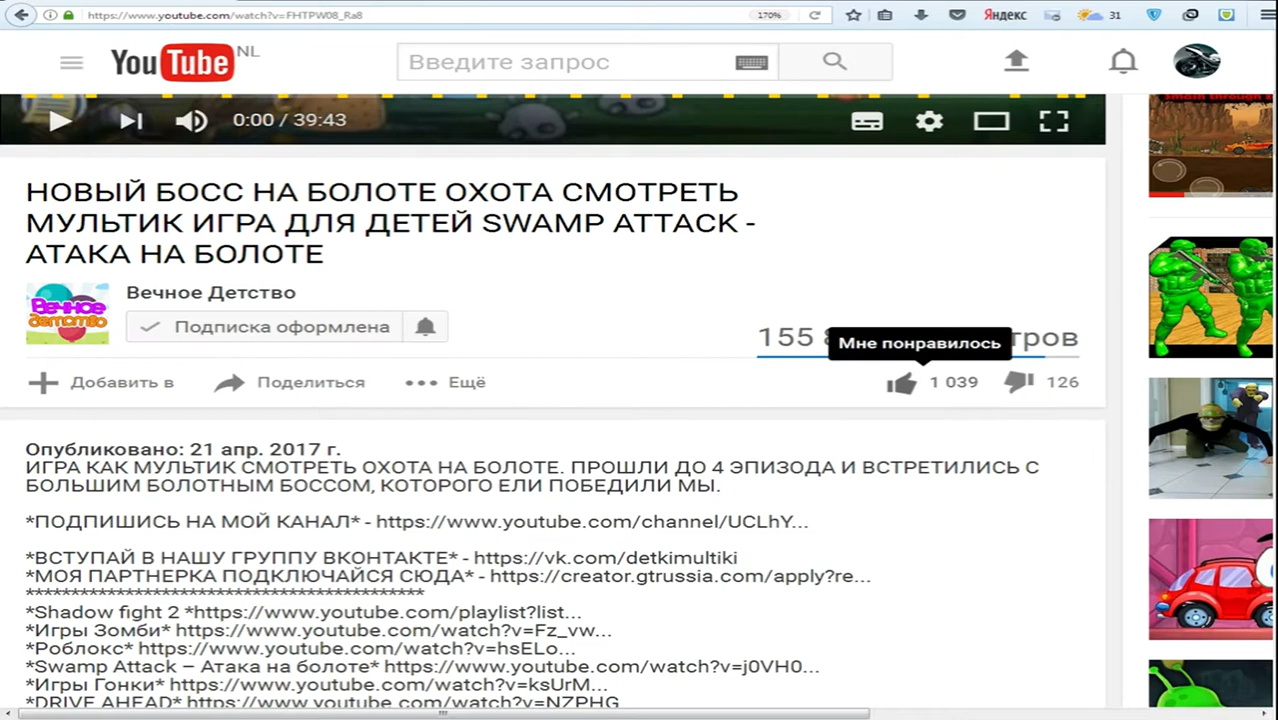 https://www.youtube.com/watch?v=FHTPW08_Ra8
170%
Яндекс
31
YouTube NL
Введите запрос
0:00 / 39:43
НОВЫЙ БОСС НА БОЛОТЕ ОХОТА СМОТРЕТЬ
МУЛЬТИК ИГРА ДЛЯ ДЕТЕЙ SWAMP ATTACK -
АТАКА НА БОЛОТЕ
Вечное Детство
Вечное
детство
Подписка оформлена
155
Мне понравилось
Добавить в
Поделиться
Ещё
1 039
126
Опубликовано: 21 апр. 2017 г.
ИГРА КАК МУЛЬТИК СМОТРЕТЬ ОХОТА НА БОЛОТЕ. ПРОШЛИ ДО 4 ЭПИЗОДА И ВСТРЕТИЛИСЬ С
БОЛЬШИМ БОЛОТНЫМ БОССОМ, КОТОРОГО ЕЛИ ПОБЕДИЛИ МЫ.
*ПОДПИШИСЬ НА МОЙ КАНАЛ* - https://www.youtube.com/channel/UCLhY...
*ВСТУПАЙ В НАШУ ГРУППУ ВКОНТАКТЕ* - https://vk.com/detkimultiki
*МОЯ ПАРТНЕРКА ПОДКЛЮЧАЙСЯ СЮДА* - https://creator.gtrussia.com/apply?re...
*******************************************
*Shadow fight 2 *https://www.youtube.com/playlist?list...
*Игры Зомби* https://www.youtube.com/watch?v=Fz_vw...
*Роблокс* https://www.youtube.com/watch?v=hsELo...
*Swamp Attack – Атака на болоте* https://www.youtube.com/watch?v=j0VH0...
*Игры Гонки* https://www.youtube.com/watch?v=ksUrM...
*DRIVE AHEAD* https://www.youtube.com/watch?v=NZPHG